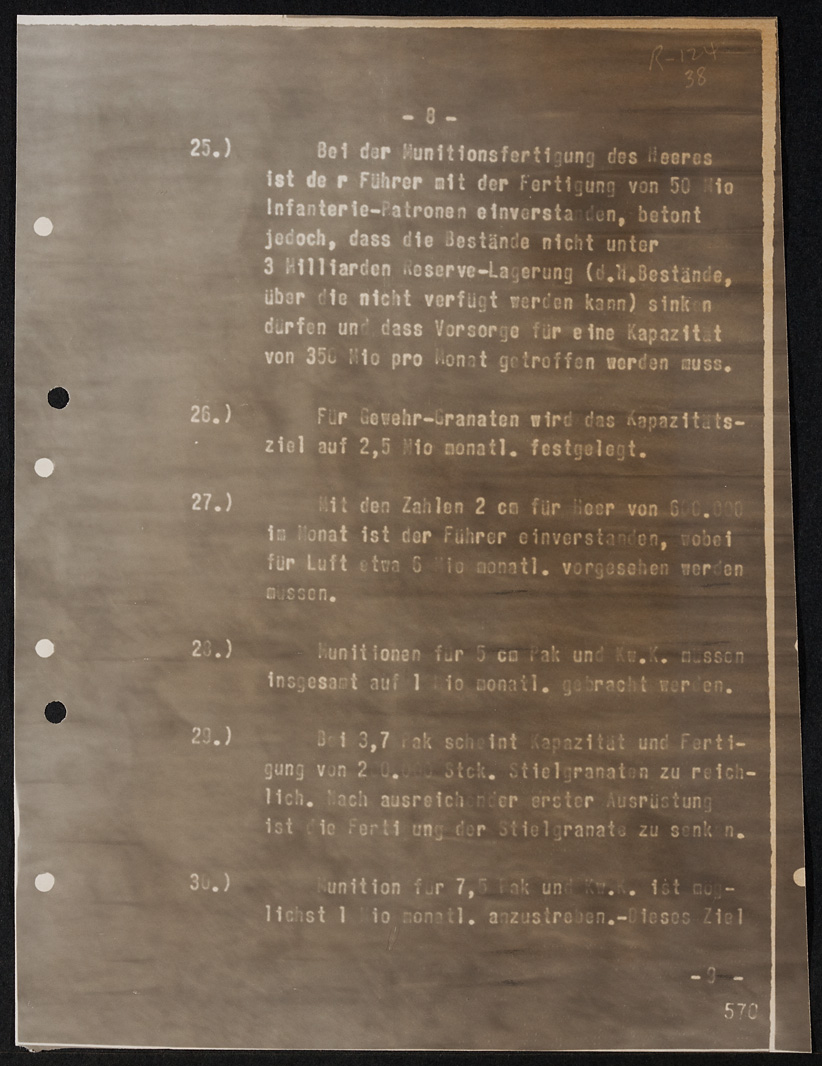 R-124
38
- 8 -
25.) Bei der Munitionsfertigung des Heeres
ist de r Führer mit der Fertigung von 50 Mio
Infanterie-Patronen einverstanden, betont
jedoch, dass die Bestände nicht unter
3 Milliarden Reserve-Lagerung (d.H.Bestände,
über die nicht verfügt werden kann) sinken
dürfen und dass Vorsorge für eine Kapazität
von 350 Mio pro Monat getroffen werden muss.
26.) Für Gewehr-Granaten wird das Kapazitäts-
ziel auf 2,5 Mio monatl. festgelegt.
27.) Mit den Zahlen 2 cm für Heer von
im Monat ist der Führer einverstanden, wobei
für Luft etwa 6 Mio monatl. vorgesehen werden
müssen.
28.) Munitionen für 5 cm Pak und Kw.K. müssen
insgesamt auf 1 Mio monatl. gebracht werden.
29.) Bei 3,7 Pak scheint Kapazität und Ferti-
gung von Stck. Stielgranaten zu reich-
lich. Nach ausreichender erster Ausrüstung
ist die Fertigung der Stielgranate zu senken.
30.) Munition für 7,5 Pak und Kw.K. ist mög-
lichst 1 Mio monatl. anzustreben.-Dieses Ziel
- 9 -
570